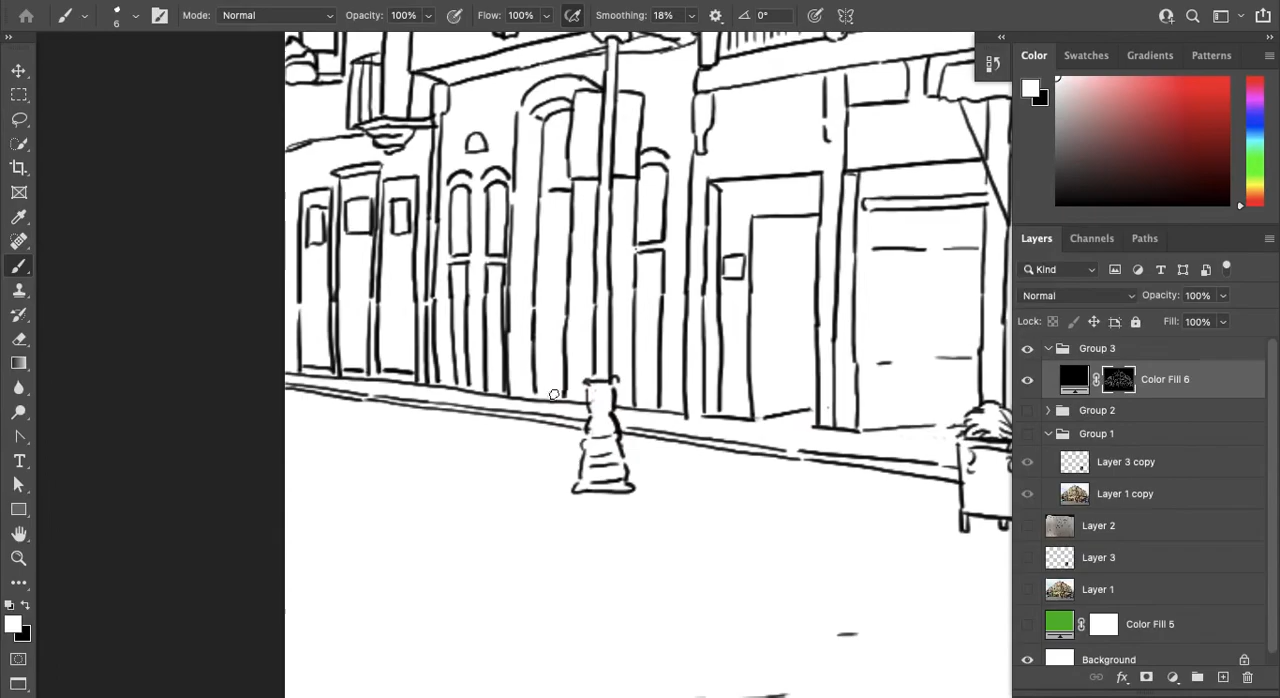 6 Mode: Normal Opacity: 100% Flow: 100% Smoothing: 18% 0°
Color Swatches Gradients Patterns
Layers Channels Paths
Kind
Normal Opacity: 100%
Lock: Fill: 100%
Group 3
Color Fill 6
Group 2
Group 1
Layer 3 copy
Layer 1 copy
Layer 2
Layer 3
Layer 1
Color Fill 5
Background
fx